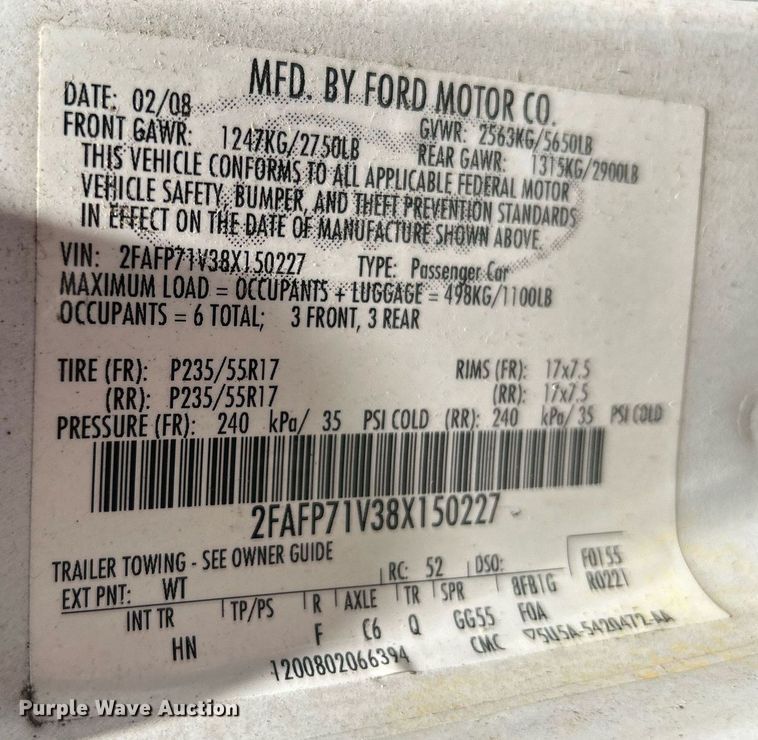 MFD. BY FORD MOTOR CO.
DATE: 02/08 GVWR: 2563KG/5650LB
FRONT GAWR: 1247KG/2750LB REAR GAWR: 1315KG/2900LB
THIS VEHICLE CONFORMS TO ALL APPLICABLE FEDERAL MOTOR
VEHICLE SAFETY, BUMPER, AND THEFT PREVENTION STANDARDS
IN EFFECT ON THE DATE OF MANUFACTURE SHOWN ABOVE.
VIN: 2FAFP71V38X150227 TYPE: Passenger Car
MAXIMUM LOAD = OCCUPANTS + LUGGAGE = 498KG/1100LB
OCCUPANTS = 6 TOTAL; 3 FRONT, 3 REAR
TIRE (FR): P235/55R17 RIMS (FR): 17x7.5
(RR): P235/55R17 (RR): 17x7.5
PRESSURE (FR): 240 kPa/ 35 PSI COLD (RR): 240 kPa/ 35 PSI COLD
2FAFP71V38X150227
TRAILER TOWING - SEE OWNER GUIDE
EXT PNT: WT RC: 52 DSO: F0155
INT TR TP/PS R AXLE TR SPR 8FB1G R0221
HN F C6 Q GG55 F0A
1200802066394 CMC 5U5A-5420472-AA
Purple Wave Auction